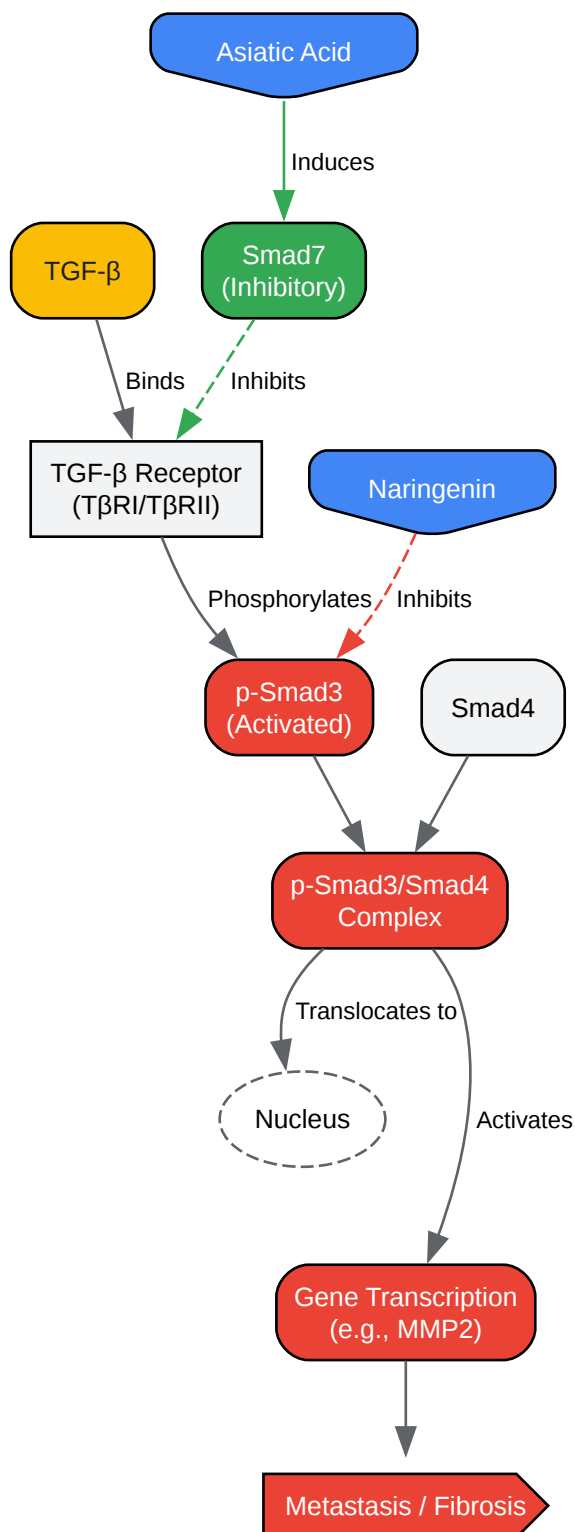 Asiatic Acid
Induces
TGF-β
Smad7
(Inhibitory)
Binds
Inhibits
TGF-β Receptor
(TβRI/TβRII)
Naringenin
Phosphorylates
Inhibits
p-Smad3
(Activated)
Smad4
p-Smad3/Smad4
Complex
Translocates to
Nucleus
Activates
Gene Transcription
(e.g., MMP2)
Metastasis / Fibrosis